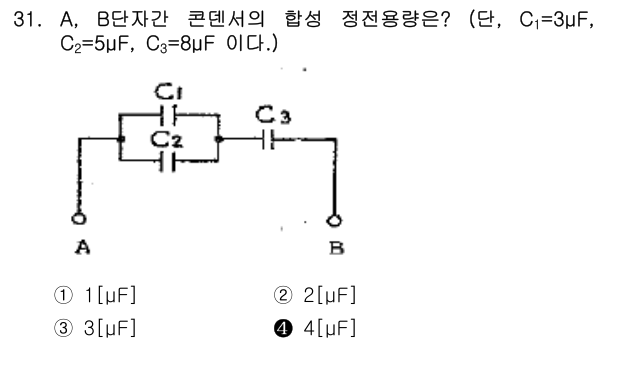 31. A, B단자간 콘덴서의 합성 정전용량은? (단, C₁=3μF,
C₂=5μF, C₃=8μF 이다.)
C1
C2
C3
A
B
① 1[μF]
② 2[μF]
③ 3[μF]
❹ 4[μF]